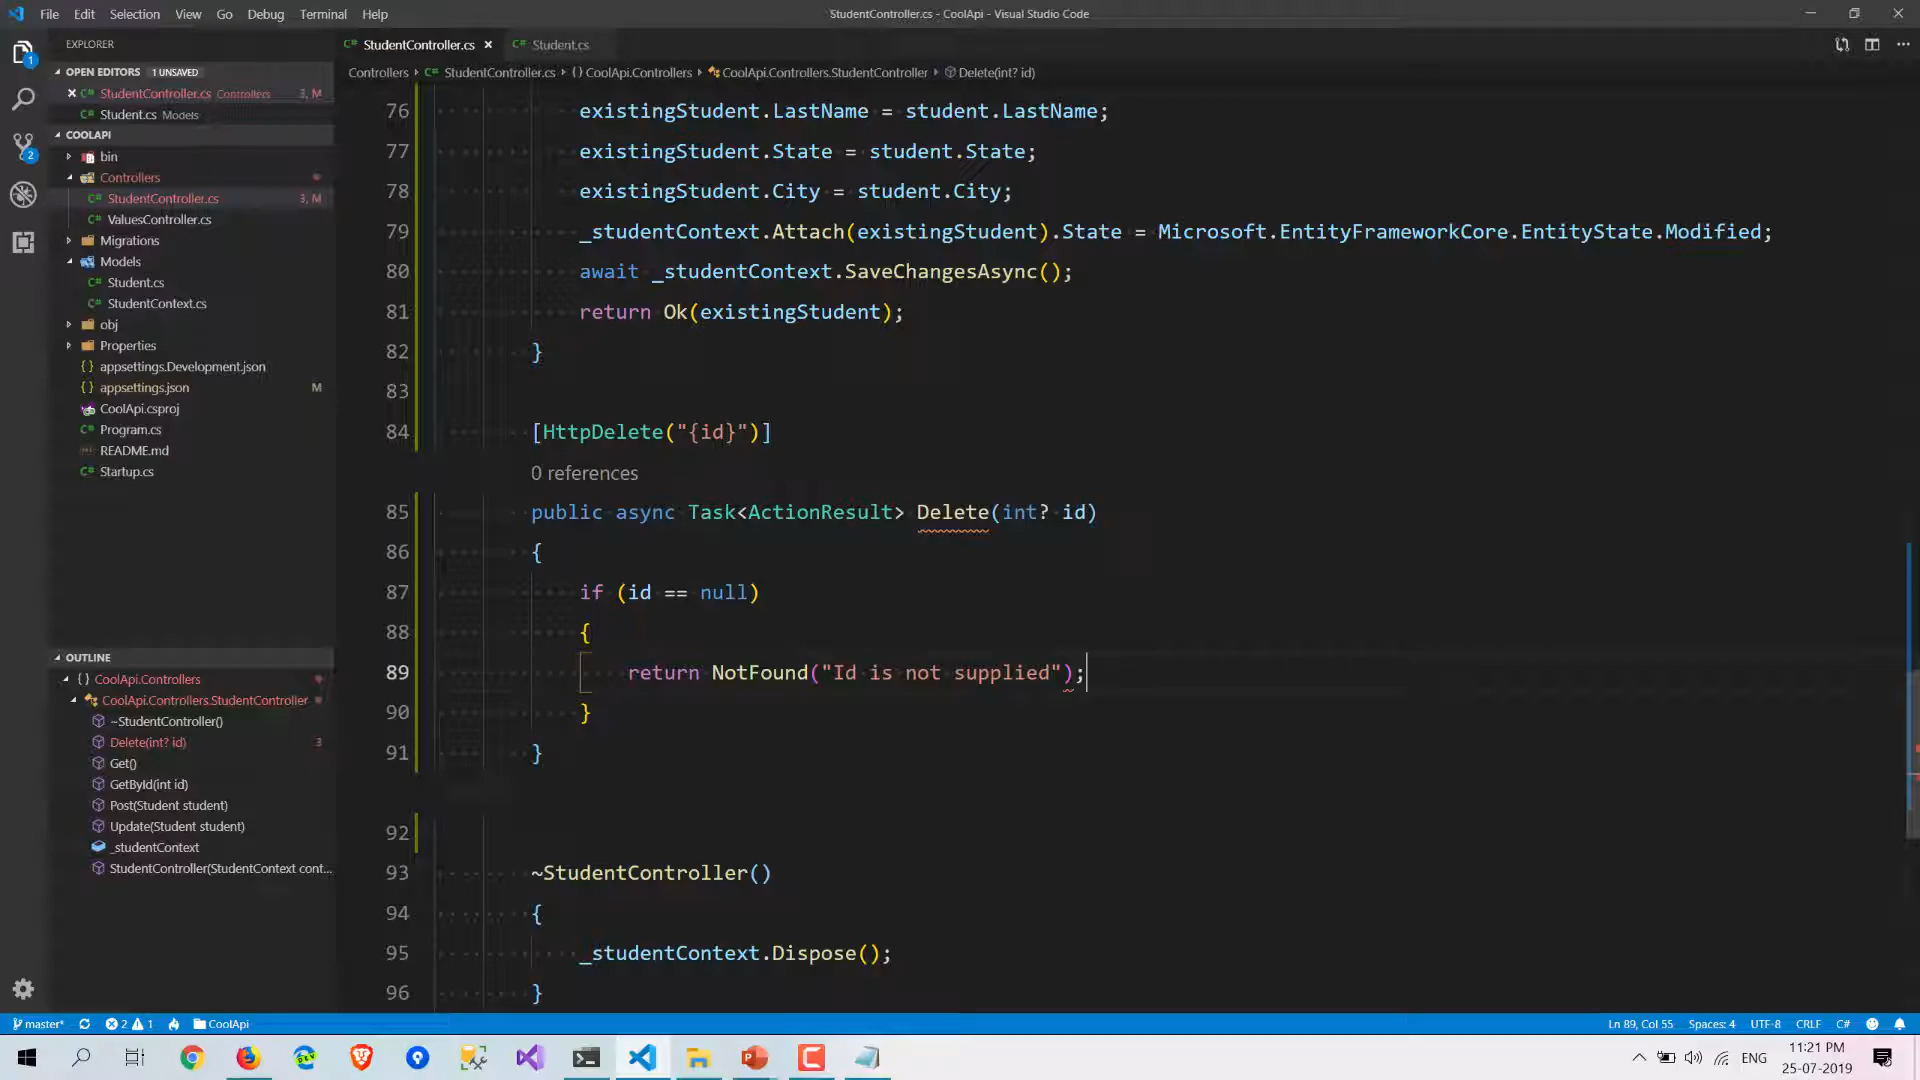 File Edit Selection View Go Debug Terminal Help
StudentController.cs - CoolApi - Visual Studio Code
EXPLORER
OPEN EDITORS 1 UNSAVED
StudentController.cs Controllers 3, M
Student.cs Models
COOLAPI
bin
Controllers
StudentController.cs 3, M
ValuesController.cs
Migrations
Models
Student.cs
StudentContext.cs
obj
Properties
appsettings.Development.json
appsettings.json M
CoolApi.csproj
Program.cs
README.md
Startup.cs
OUTLINE
{} CoolApi.Controllers
CoolApi.Controllers.StudentController
~StudentController()
Delete(int? id) 3
Get()
GetById(int id)
Post(Student student)
Update(Student student)
_studentContext
StudentController(StudentContext cont...
StudentController.cs Student.cs
Controllers StudentController.cs {} CoolApi.Controllers CoolApi.Controllers.StudentController Delete(int? id)
76 existingStudent.LastName = student.LastName;
77 existingStudent.State = student.State;
78 existingStudent.City = student.City;
79 _studentContext.Attach(existingStudent).State = Microsoft.EntityFrameworkCore.EntityState.Modified;
80 await _studentContext.SaveChangesAsync();
81 return Ok(existingStudent);
82 }
83
84 [HttpDelete("{id}")]
0 references
85 public async Task<ActionResult> Delete(int? id)
86 {
87 if (id == null)
88 {
89 return NotFound("Id is not supplied");
90 }
91 }
92
93 ~StudentController()
94 {
95 _studentContext.Dispose();
96 }
master* 2 1 CoolApi Ln 89, Col 55 Spaces: 4 UTF-8 CRLF C#
ENG 11:21 PM
25-07-2019